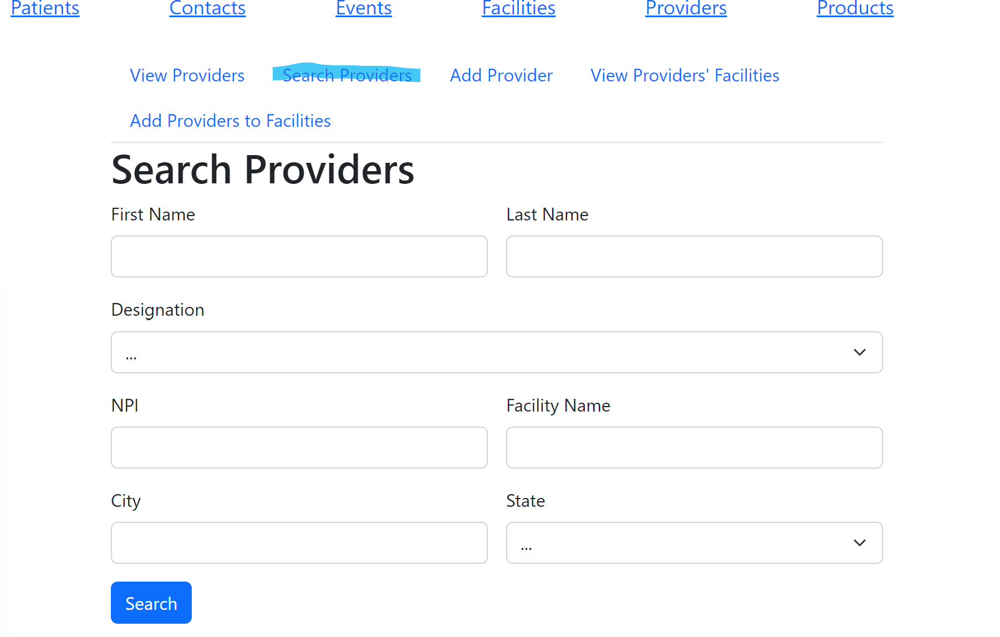 Patients Contacts Events Facilities Providers Products
View Providers Search Providers Add Provider View Providers' Facilities
Add Providers to Facilities
Search Providers
First Name Last Name
Designation
...
NPI Facility Name
City State
...
Search